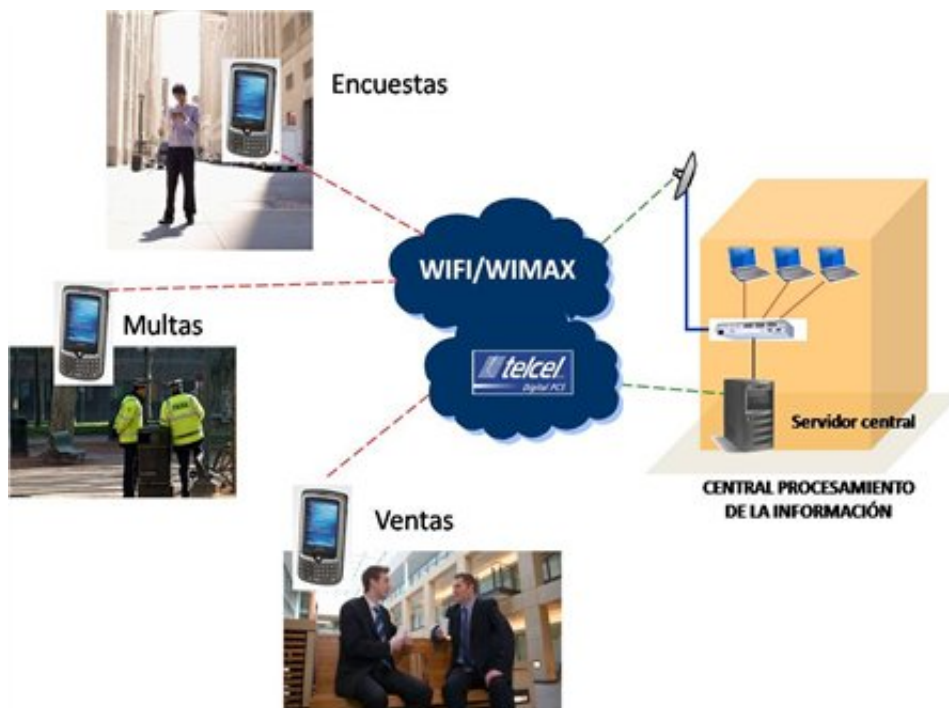 Encuestas
WIFI/WIMAX
Multas
telcel
Digital PCS
Servidor central
CENTRAL PROCESAMIENTO
DE LA INFORMACIÓN
Ventas